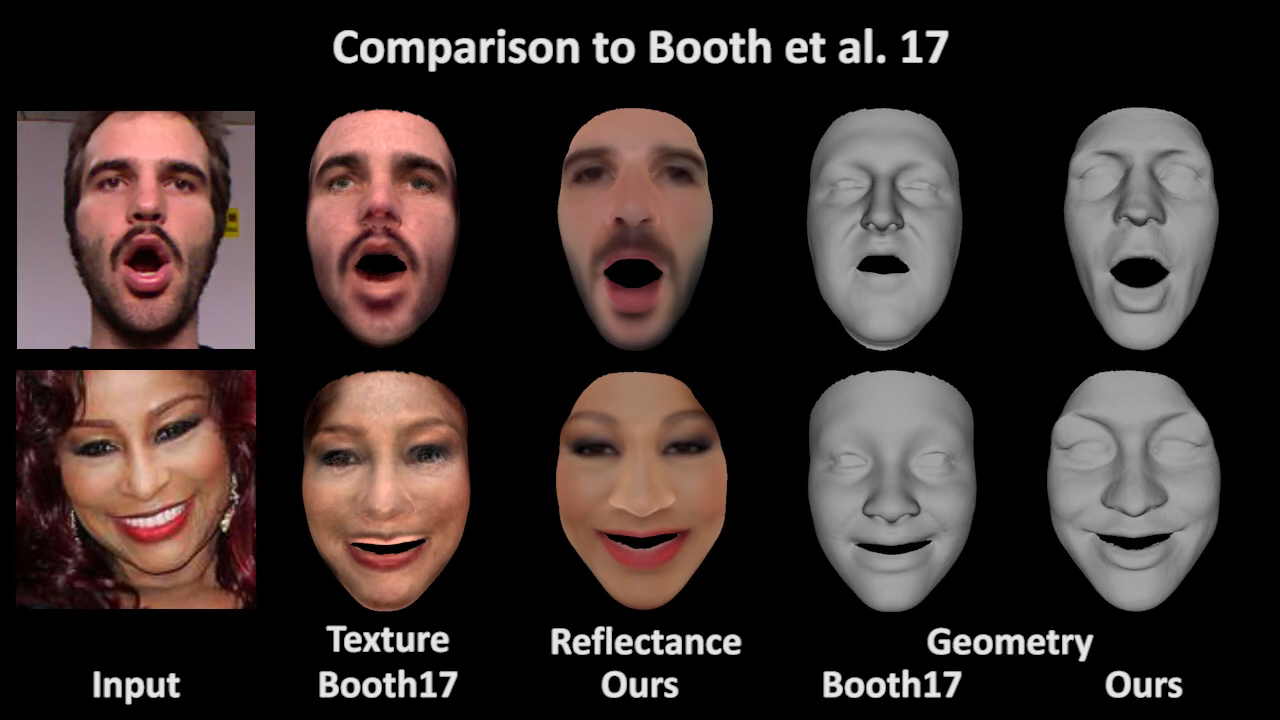 Comparison to Booth et al. 17
Texture
Reflectance
Geometry
Input
Booth17
Ours
Booth17
Ours